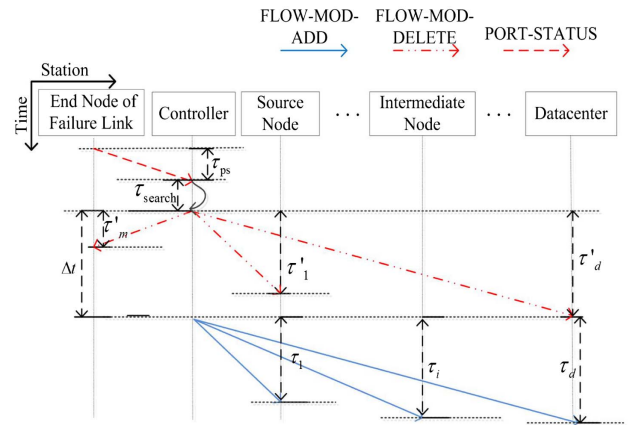 FLOW-MOD-ADD
FLOW-MOD-DELETE
PORT-STATUS
Station
Time
End Node of
Failure Link
Controller
Source
Node
· · ·
Intermediate
Node
· · ·
Datacenter
τps
τsearch
τ'm
Δt
τ'1
τ'd
τ1
τi
τd